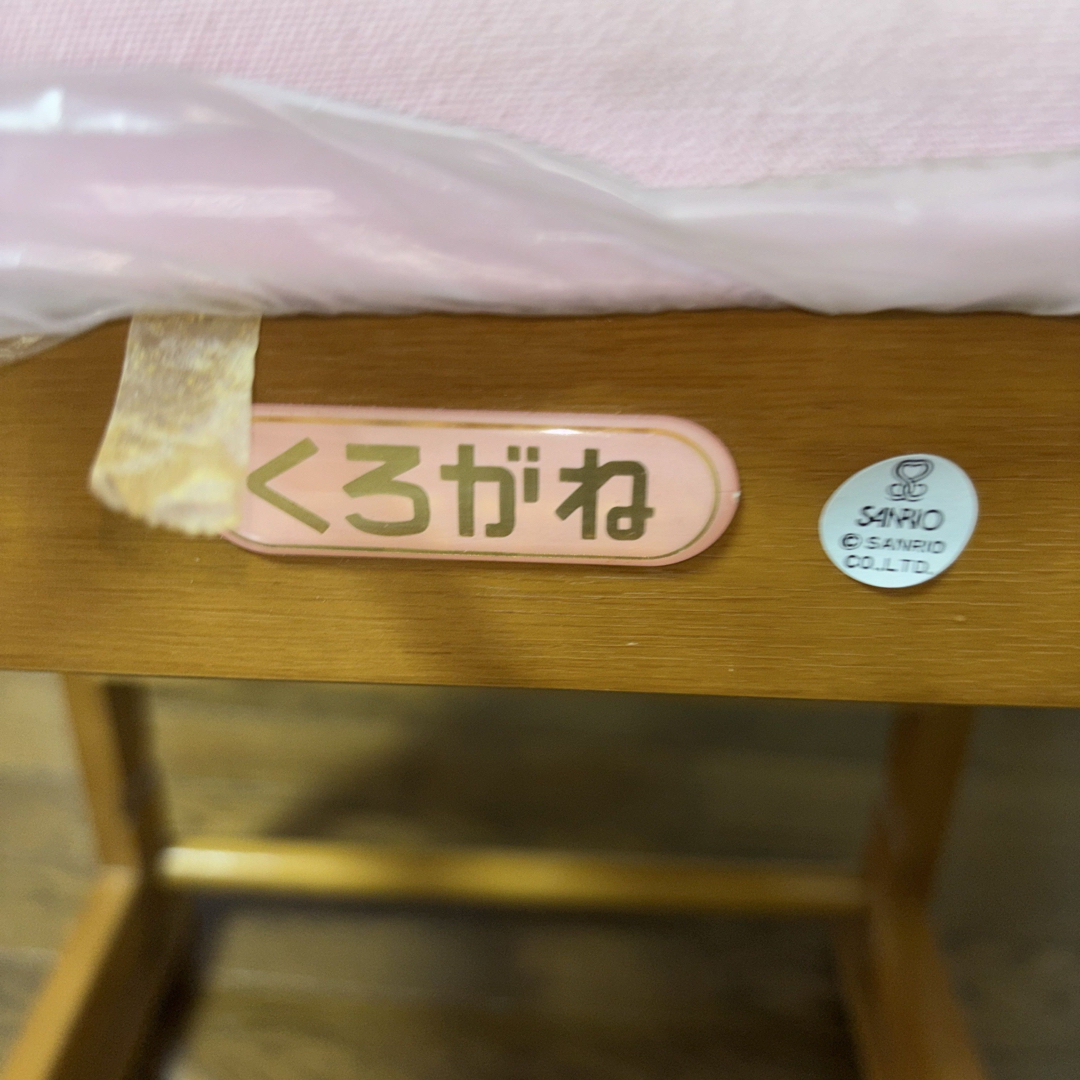 くろがね
SANRIO
© SANRIO
CO.,LTD.